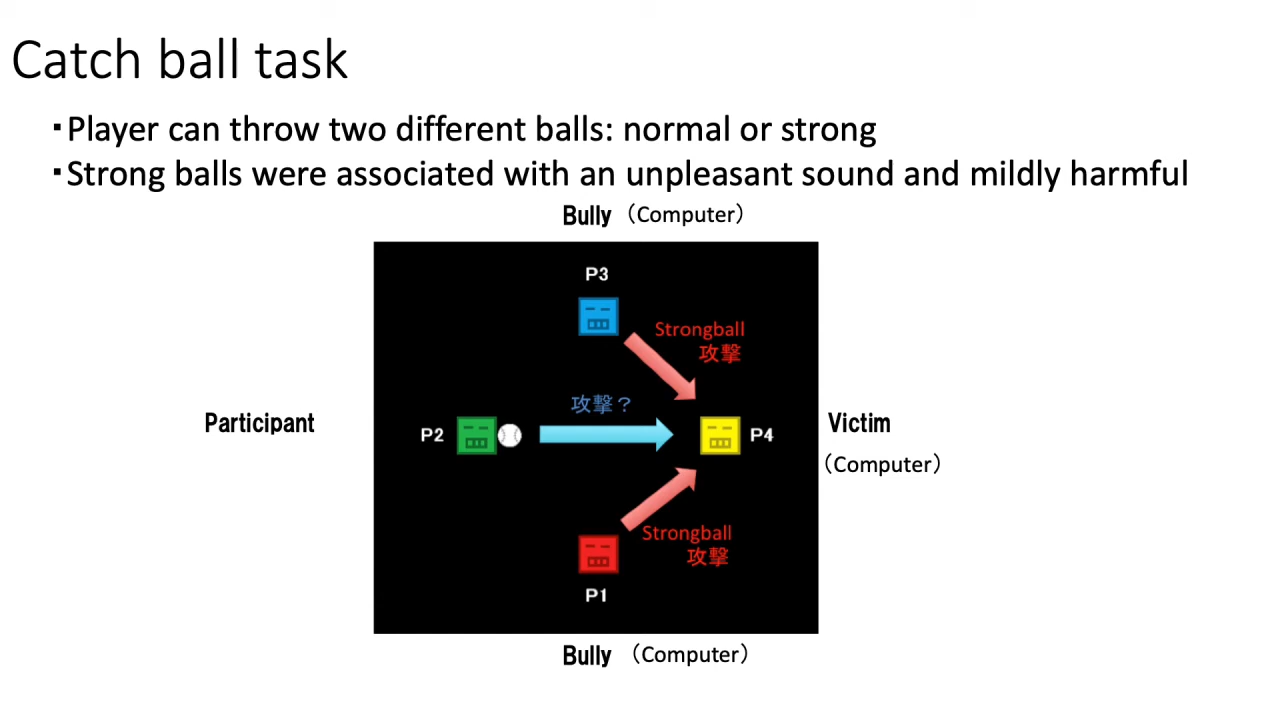 Catch ball task
・Player can throw two different balls: normal or strong
・Strong balls were associated with an unpleasant sound and mildly harmful
Bully （Computer）
P3
Strongball
攻撃
攻撃？
Participant
P2
P4
Victim
（Computer）
Strongball
攻撃
P1
Bully （Computer）